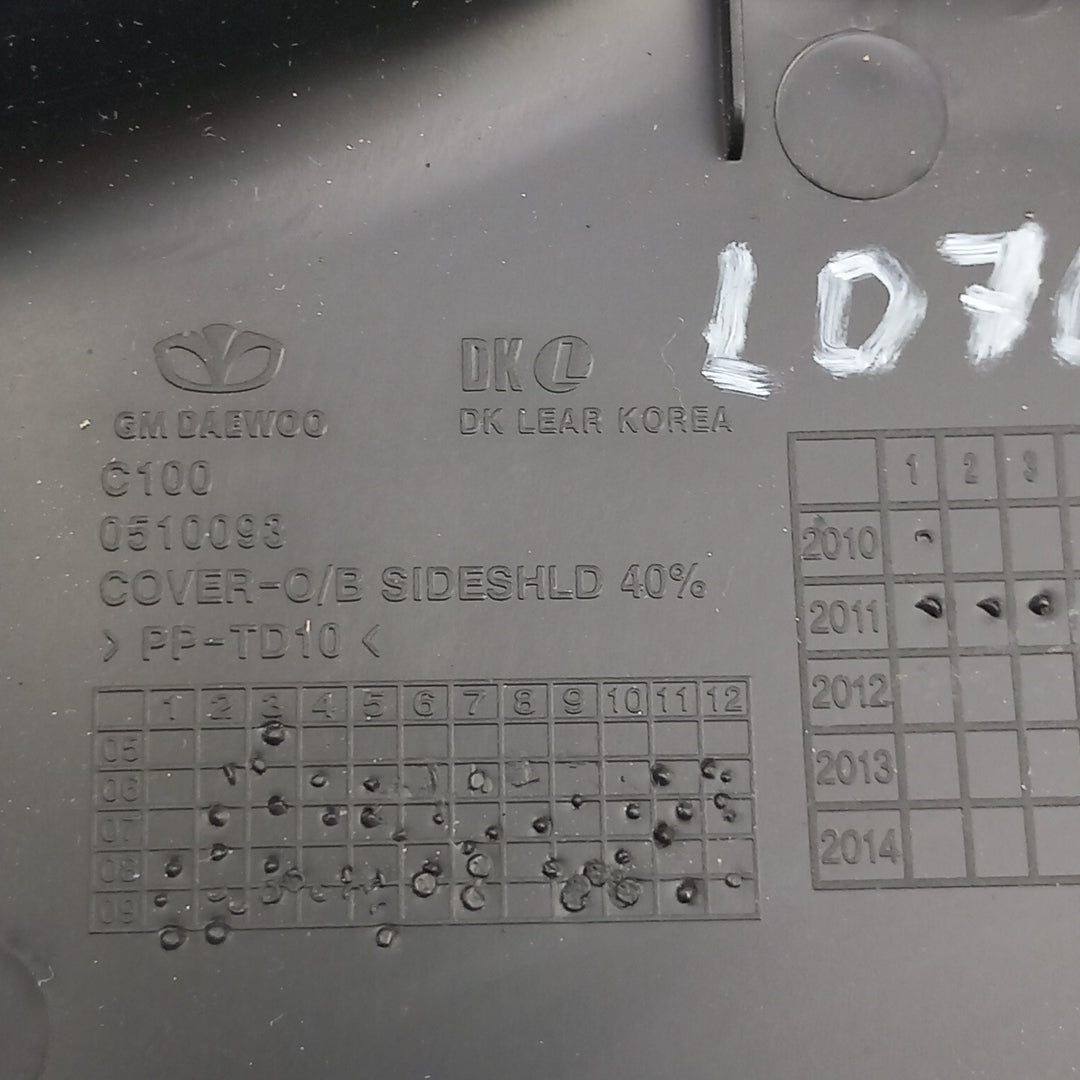 LD7
GM DAEWOO
DK L
DK LEAR KOREA
C100
0510093
COVER-O/B SIDESHLD 40%
> PP-TD10 <
1 2 3 4 5 6 7 8 9 10 11 12
05
06
07
08
09
1 2 3
2010
2011
2012
2013
2014